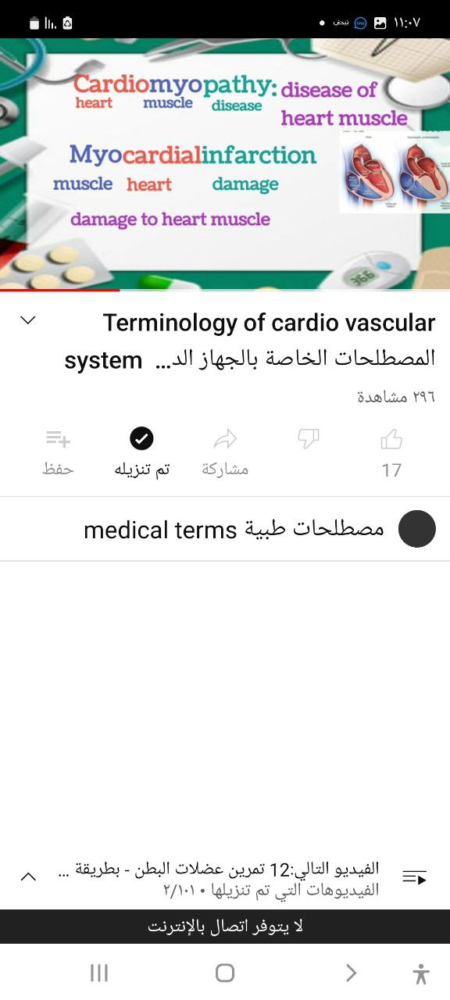 نبض
١١:٠٧
Cardiomyopathy: disease of
heart muscle disease
heart muscle
Myocardialinfarction
muscle heart damage
damage to heart muscle
36.6
Terminology of cardio vascular
system المصطلحات الخاصة بالجهاز الد...
٢٩٦ مشاهدة
17
مشاركة
تم تنزيله
حفظ
مصطلحات طبية medical terms
الفيديو التالي:12 تمرين عضلات البطن - بطريقة ...
الفيديوهات التي تم تنزيلها • ٢/١٠١
لا يتوفر اتصال بالإنترنت